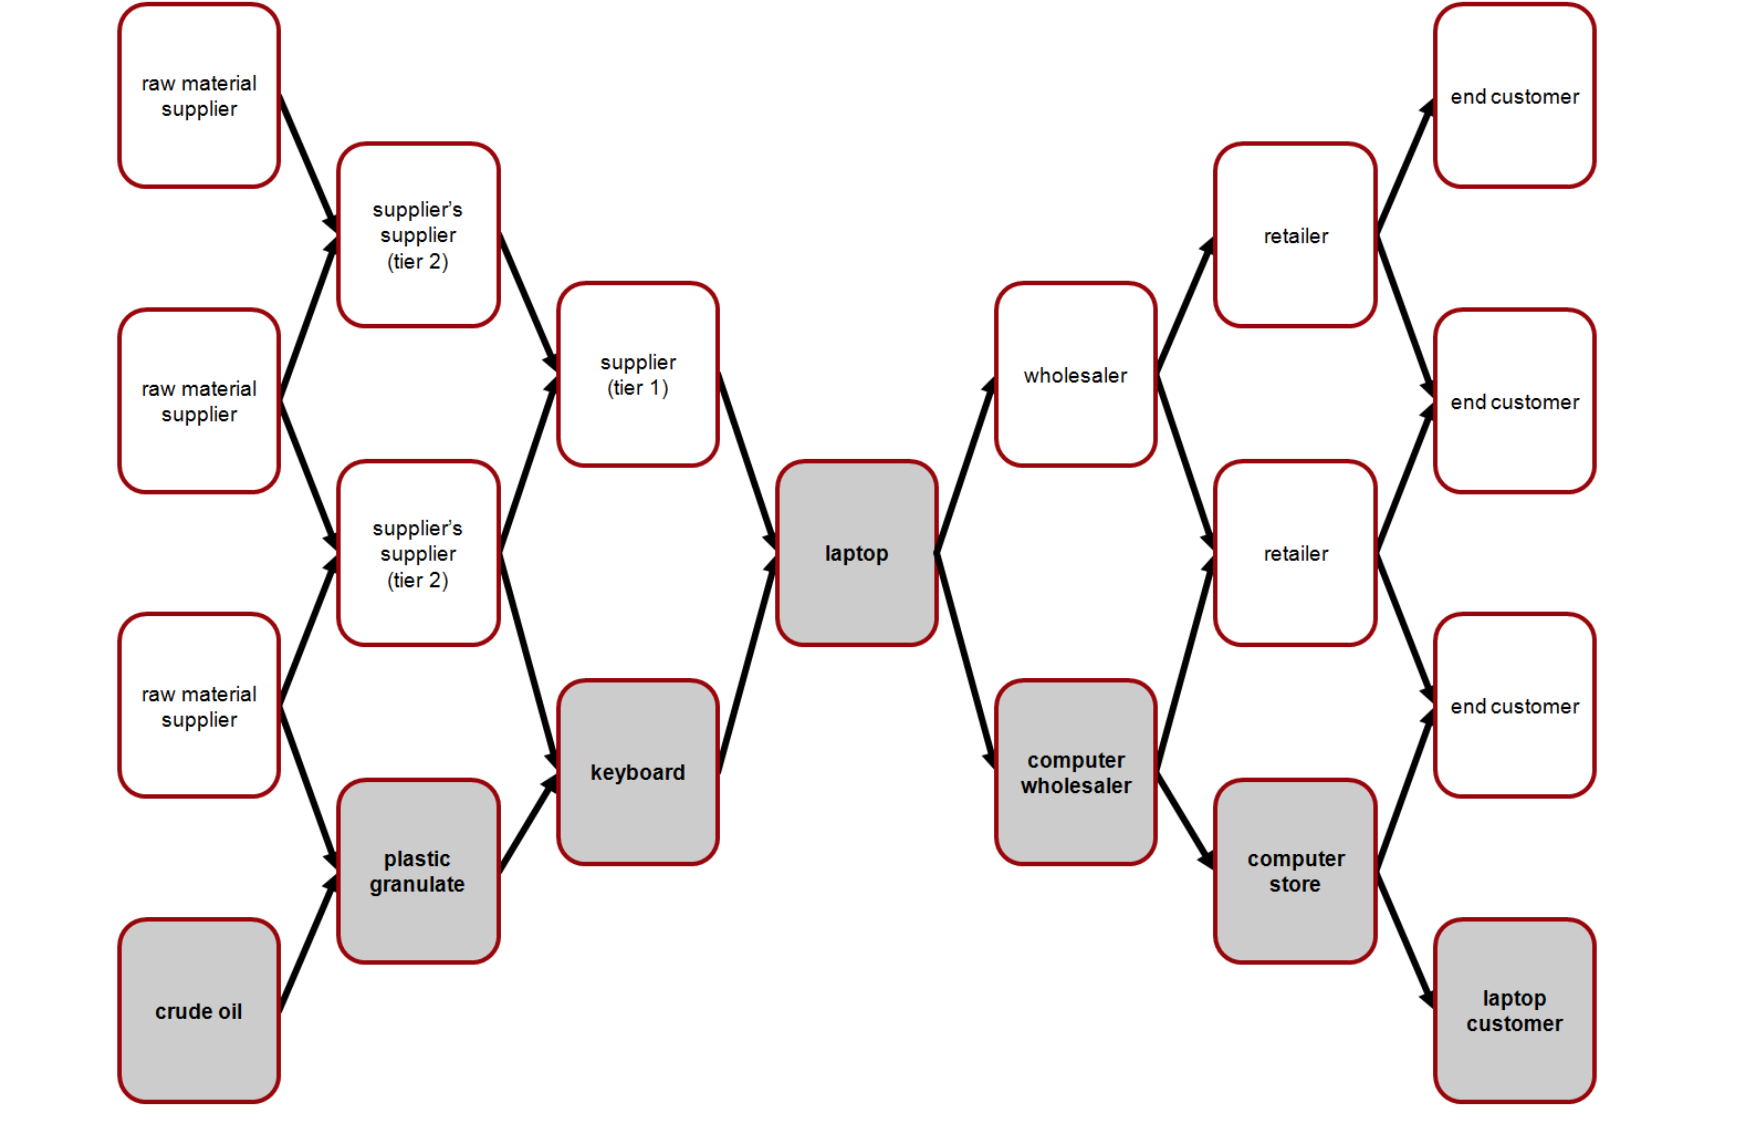 raw material
supplier
raw material
supplier
raw material
supplier
crude oil
supplier’s
supplier
(tier 2)
supplier’s
supplier
(tier 2)
plastic
granulate
supplier
(tier 1)
keyboard
laptop
wholesaler
computer
wholesaler
retailer
retailer
computer
store
end customer
end customer
end customer
laptop
customer